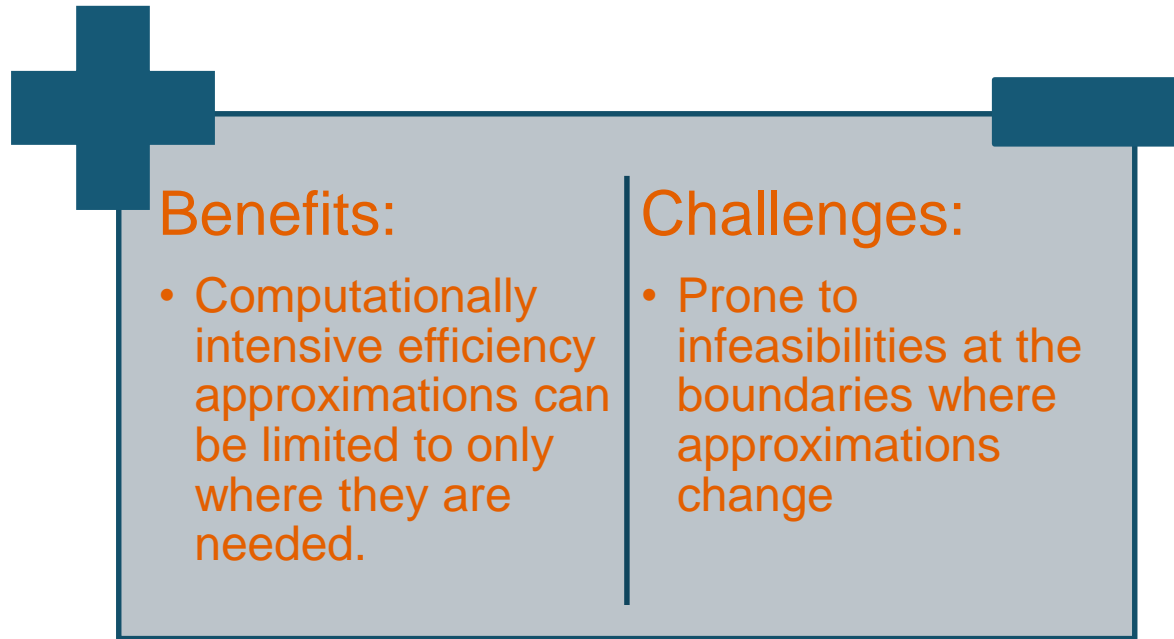 Benefits:
• Computationally
intensive efficiency
approximations can
be limited to only
where they are
needed.
Challenges:
• Prone to
infeasibilities at the
boundaries where
approximations
change